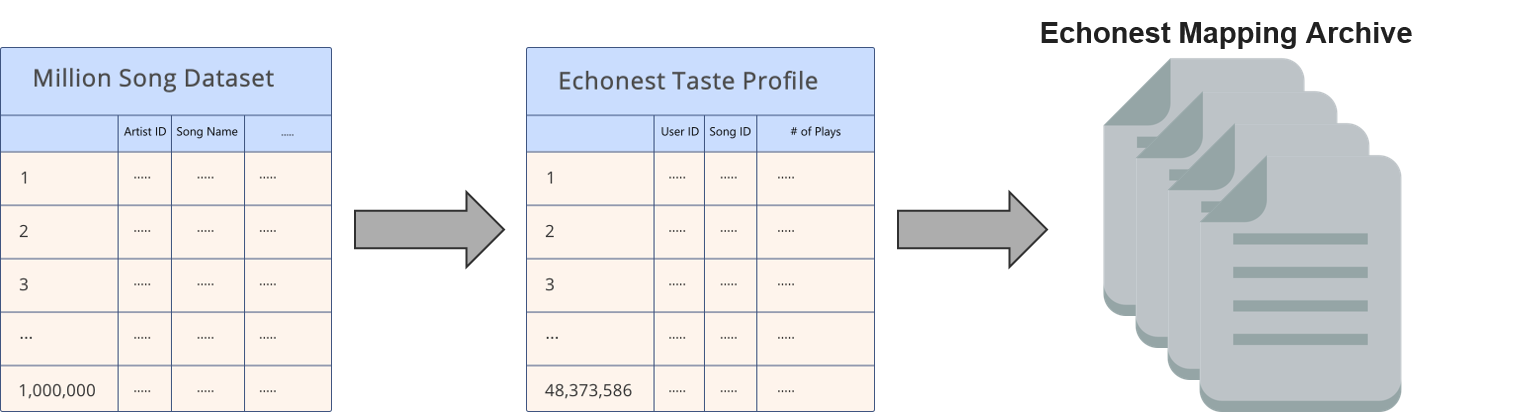 Echonest Mapping Archive
Million Song Dataset
Artist ID Song Name .....
1 ..... ..... .....
2 ..... ..... .....
3 ..... ..... .....
... ..... ..... .....
1,000,000 ..... ..... .....
Echonest Taste Profile
User ID Song ID # of Plays
1 ..... ..... .....
2 ..... ..... .....
3 ..... ..... .....
... ..... ..... .....
48,373,586 ..... ..... .....